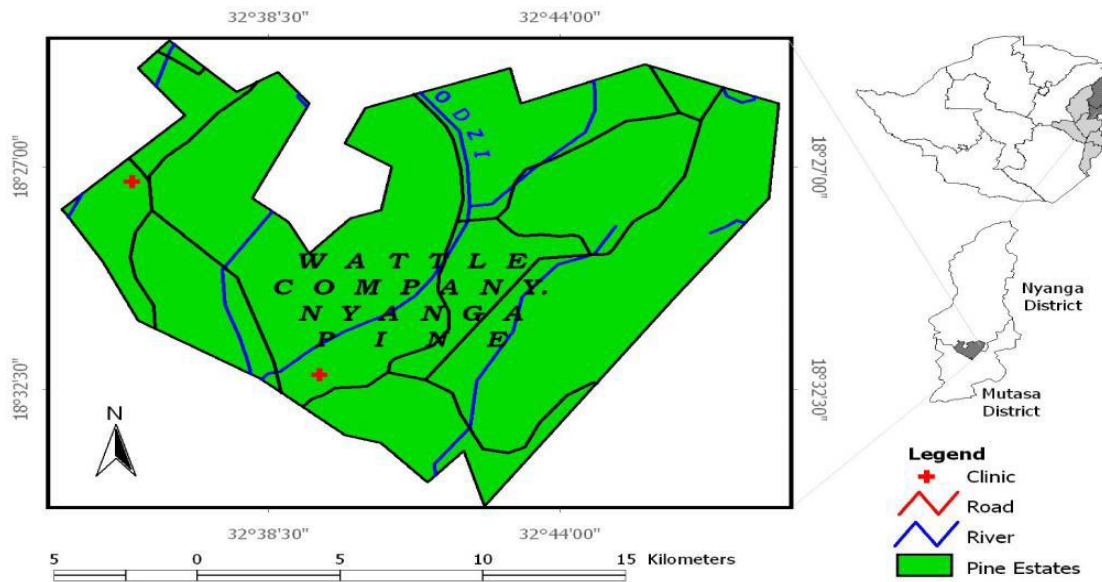 32°38'30" 32°44'00"
18°27'00" 18°27'00"
ODZI
WATTLE
COMPANY.
NYANGA
PINE
18°32'30" 18°32'30"
N
32°38'30" 32°44'00"
5 0 5 10 15 Kilometers
Nyanga
District
Mutasa
District
Legend
Clinic
Road
River
Pine Estates